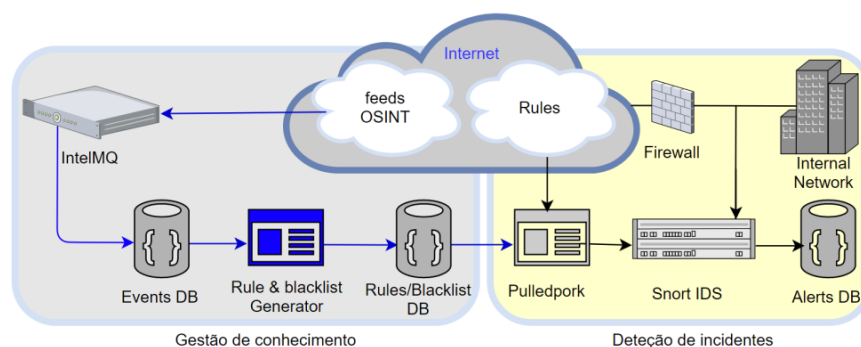 Internet
feeds
OSINT
Rules
IntelMQ
Firewall
Internal
Network
Events DB
Rule & blacklist
Generator
Rules/Blacklist
DB
Pulledpork
Snort IDS
Alerts DB
Gestão de conhecimento
Deteção de incidentes